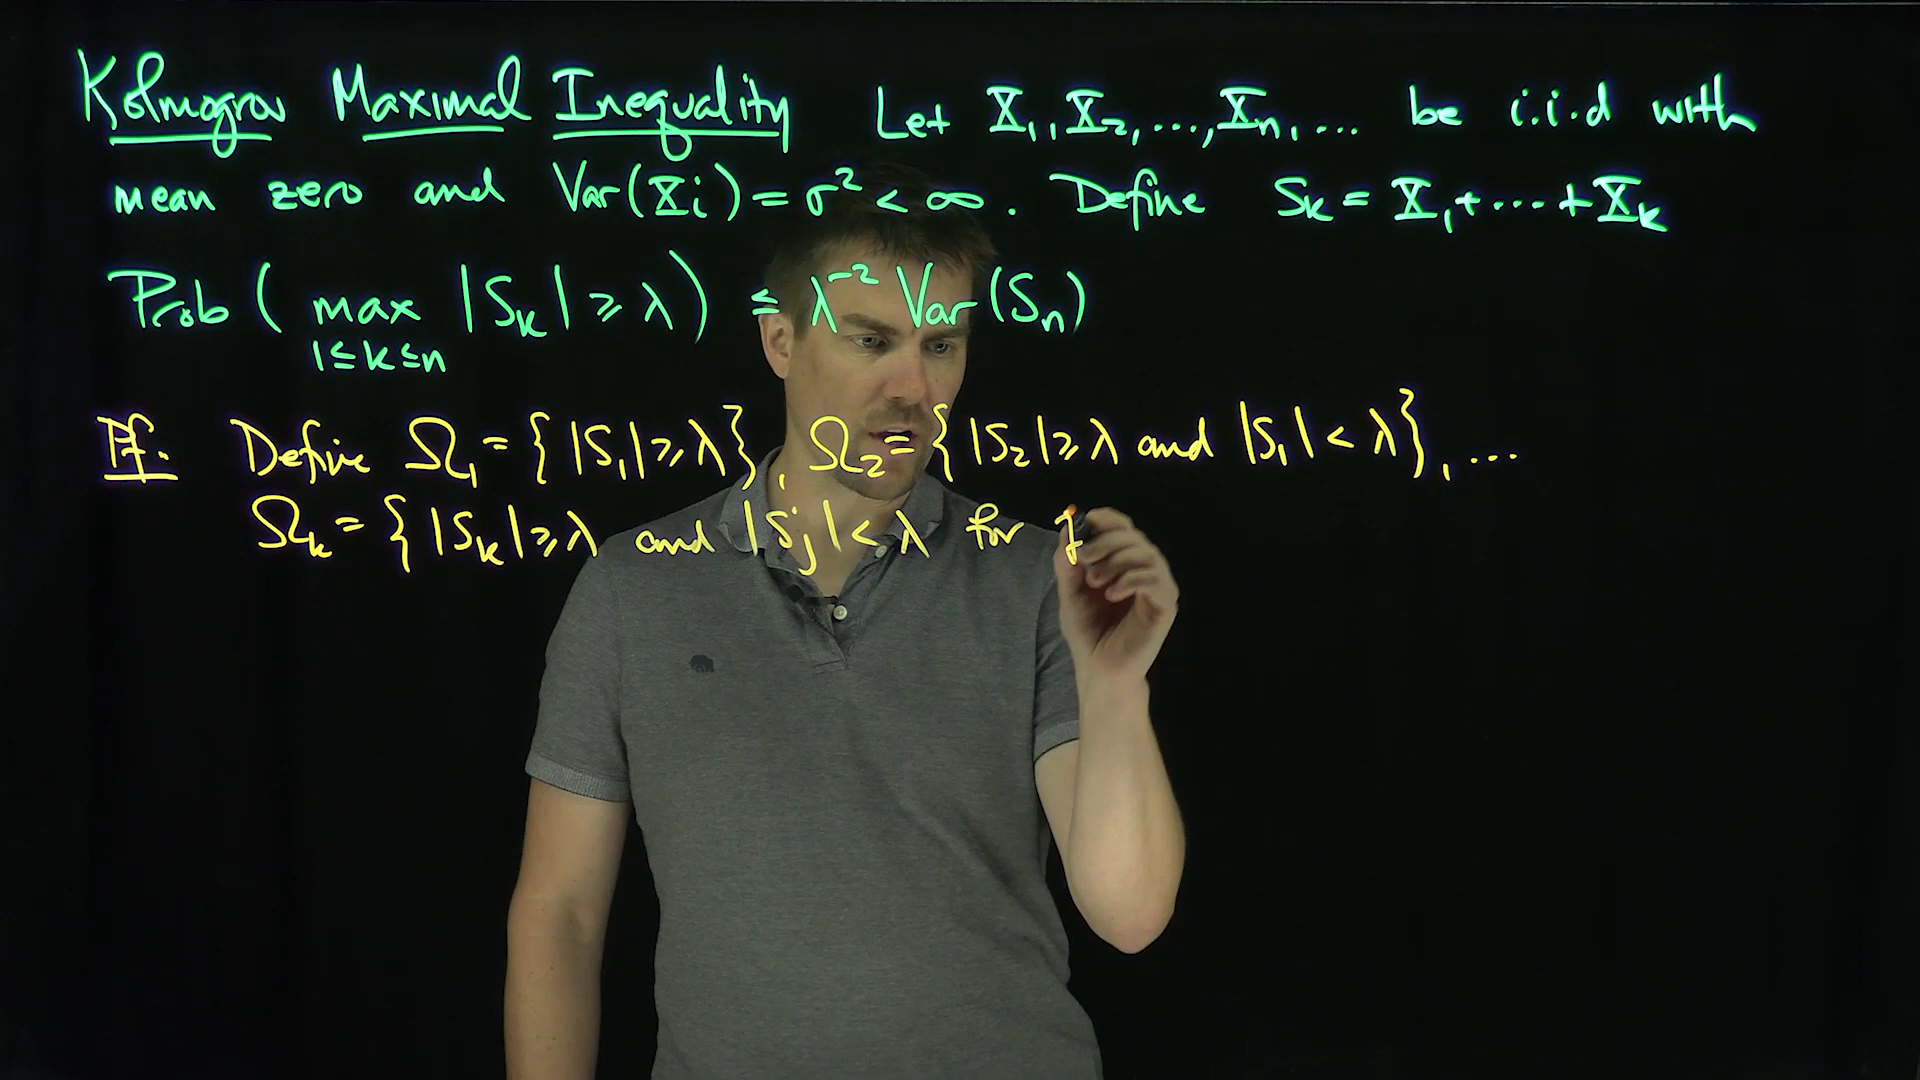 Kolmogrov Maximal Inequality Let X₁, X₂, ..., Xₙ, ... be i.i.d with
mean zero and Var(Xi) = σ² < ∞. Define Sₖ = X₁ + ... + Xₖ
Prob ( max |Sₖ| ≥ λ ) ≤ λ⁻² Var(Sₙ)
1≤k≤n
Pf. Define Ω₁ = { |S₁| ≥ λ }, Ω₂ = { |S₂| ≥ λ and |S₁| < λ }, ...
Ωₖ = { |Sₖ| ≥ λ and |Sⱼ| < λ for j